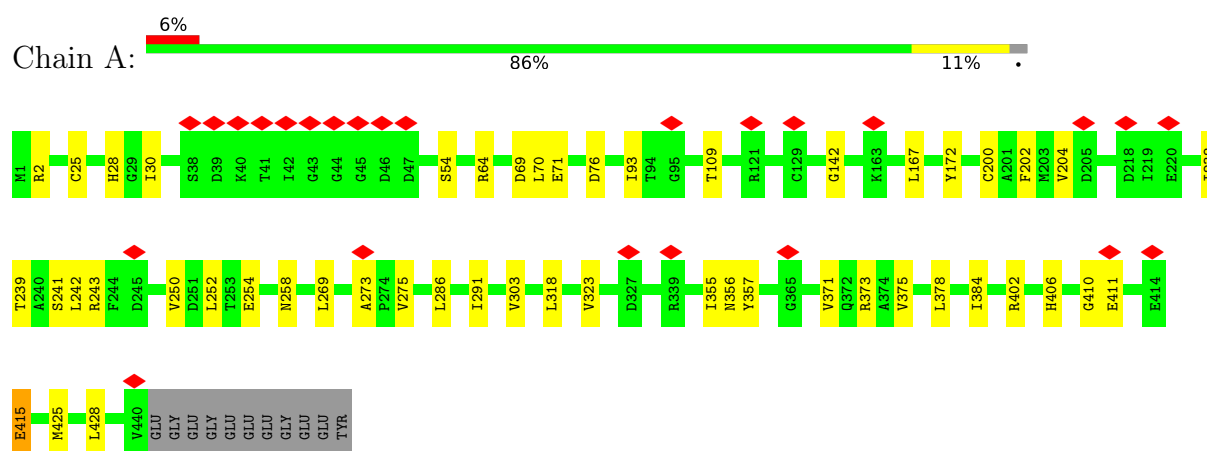 6%
Chain A:
86% 11% •
M1 R2 C25 H28 G29 I30 S38 D39 K40 T41 I42 G43 G44 G45 D46 D47 S54 R64 D69 L70 E71 D76 I93 T94 G95 T109 R121 C129 G142 K163 L167 Y172 C200 A201 F202 M203 V204 D205 D218 I219 E220
T239 A240 S241 L242 R243 F244 D245 V250 D251 L252 T253 E254 N258 L269 A273 P274 V275 L286 I291 V303 L318 V323 D327 R339 I355 N356 Y357 G365 V371 Q372 R373 A374 V375 L378 I384 R402 H406 G410 E411 E414
E415 M425 L428 V440 GLU GLY GLU GLU GLY GLU GLU GLU GLY GLU GLU TYR